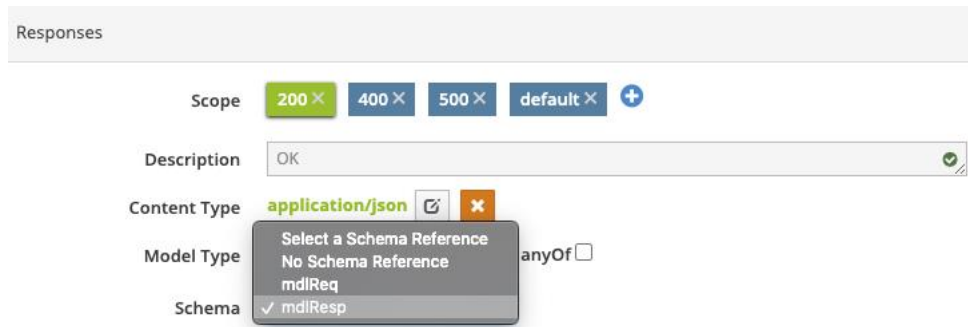 Responses
Scope 200 × 400 × 500 × default ×
Description OK
Content Type application/json
Select a Schema Reference
Model Type No Schema Reference anyOf
mdlReq
Schema ✓ mdlResp